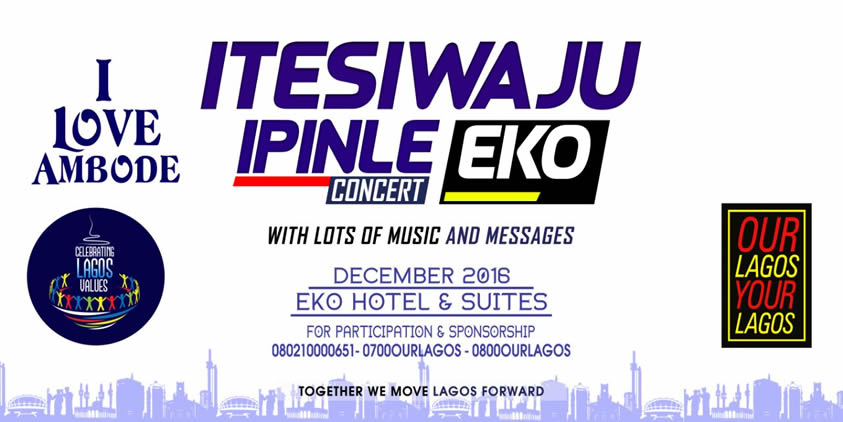 I
LOVE
AMBODE
CELEBRATING
LAGOS
VALUES
ITESIWAJU
IPINLE EKO
CONCERT
WITH LOTS OF MUSIC AND MESSAGES
DECEMBER 2016
EKO HOTEL & SUITES
FOR PARTICIPATION & SPONSORSHIP
080210000651- 0700OURLAGOS - 0800OURLAGOS
OUR
LAGOS
YOUR
LAGOS
TOGETHER WE MOVE LAGOS FORWARD